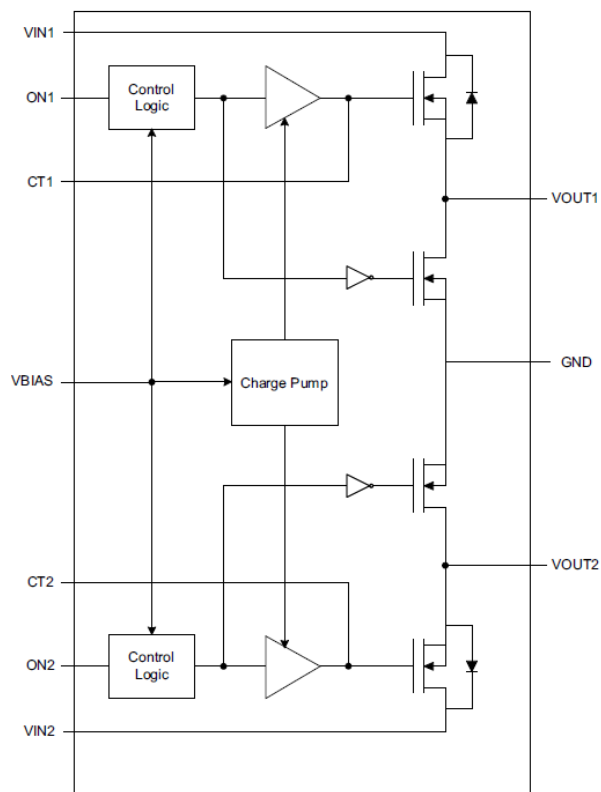 VIN1
ON1
Control
Logic
CT1
VOUT1
GND
VBIAS
Charge Pump
VOUT2
CT2
ON2
Control
Logic
VIN2